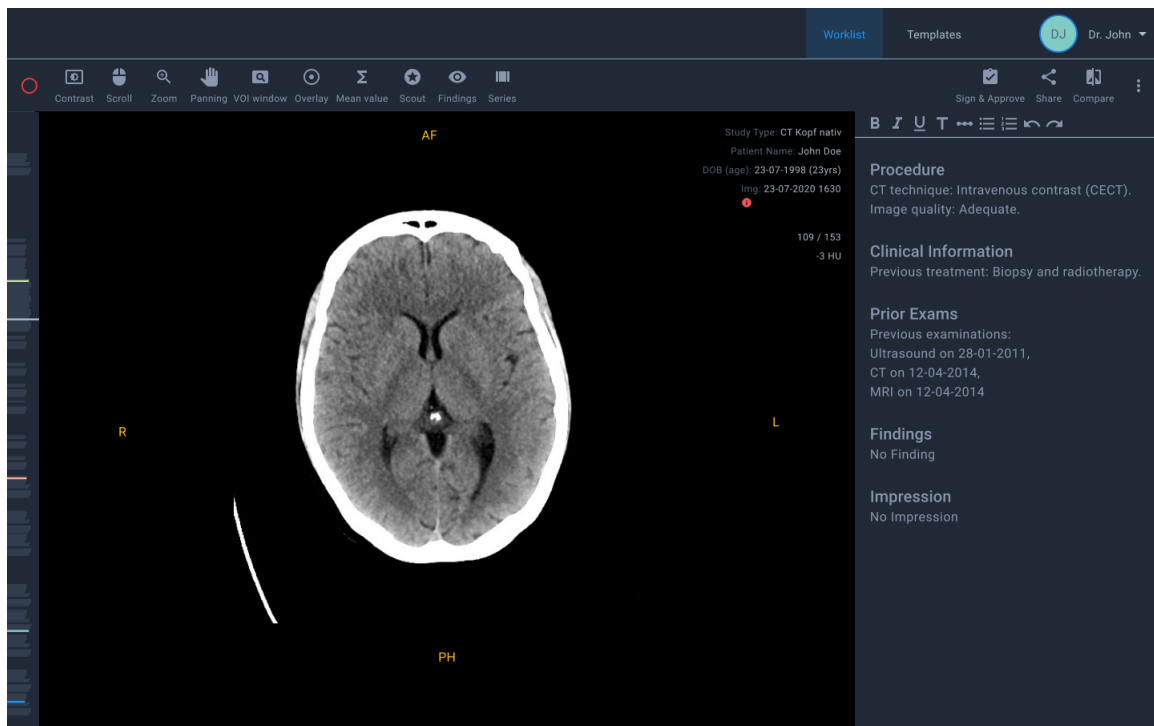 Worklist
Templates
DJ
Dr. John
Contrast
Scroll
Zoom
Panning
VOI window
Overlay
Mean value
Scout
Findings
Series
Sign & Approve
Share
Compare
AF
Study Type: CT Kopf nativ
Patient Name: John Doe
DOB (age): 23-07-1998 (23yrs)
Img: 23-07-2020 1630
109 / 153
-3 HU
R
L
PH
B I U T
Procedure
CT technique: Intravenous contrast (CECT).
Image quality: Adequate.
Clinical Information
Previous treatment: Biopsy and radiotherapy.
Prior Exams
Previous examinations:
Ultrasound on 28-01-2011,
CT on 12-04-2014,
MRI on 12-04-2014
Findings
No Finding
Impression
No Impression